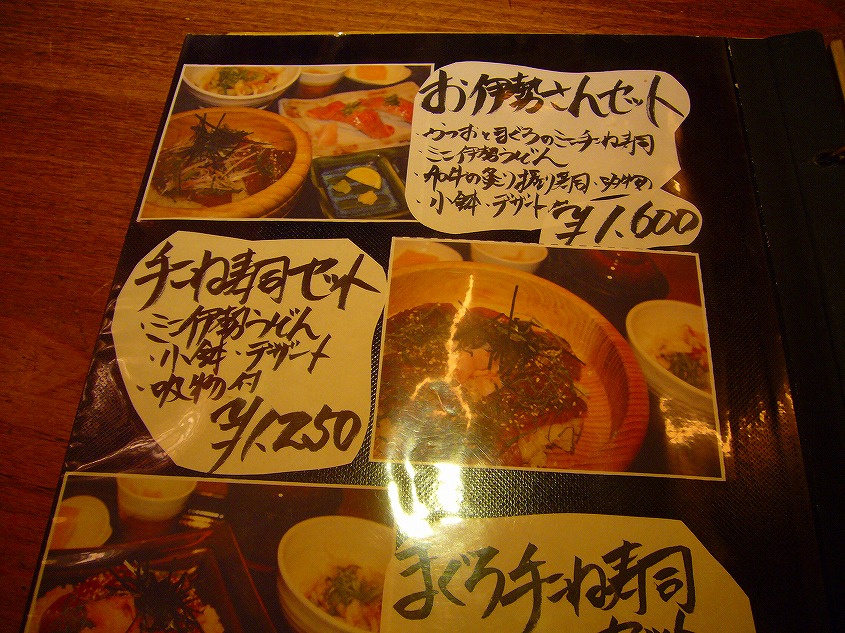 お伊勢さんセット
・かつおとまぐろのミニ手こね寿司
・ミニ伊勢うどん
・和牛の炙り握り寿司・吸物
・小鉢・デザート付
¥1,600
手こね寿司セット
・ミニ伊勢うどん
・小鉢・デザート
・吸物付
¥1,250
まぐろ手こね寿司
セット